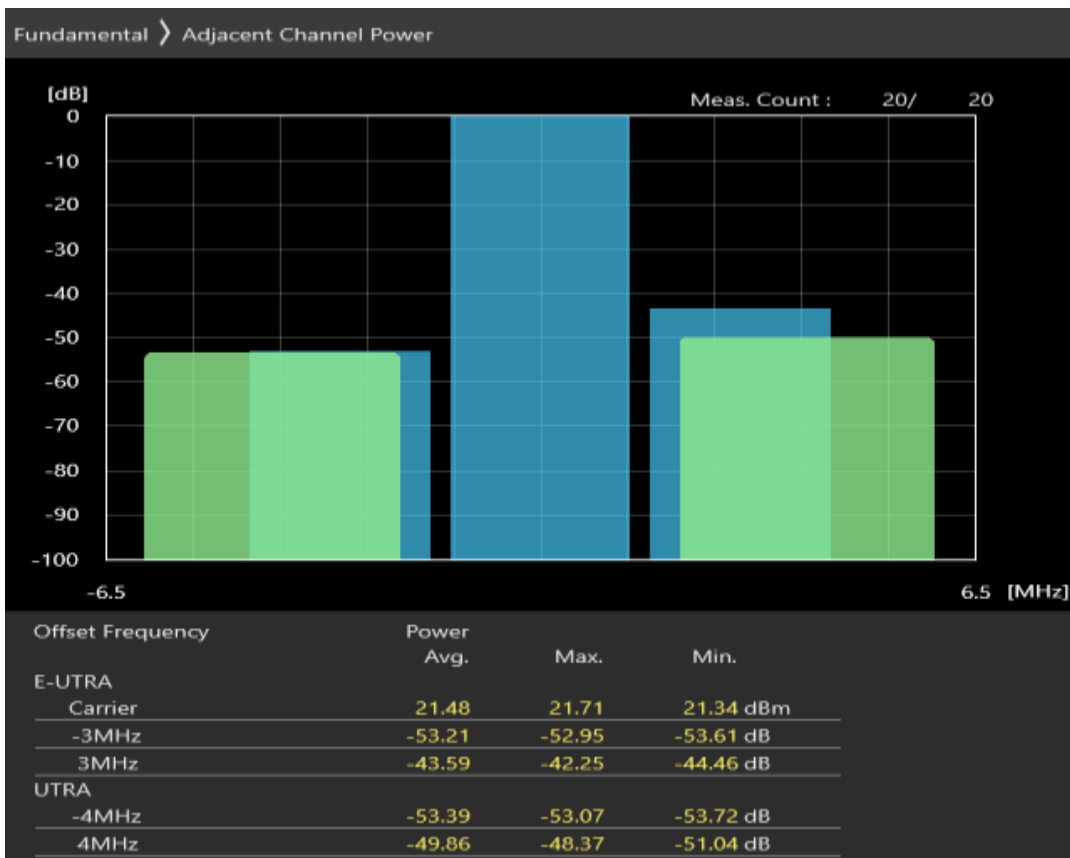 Fundamental 〉 Adjacent Channel Power
[dB]
Meas. Count : 20/ 20
0
-10
-20
-30
-40
-50
-60
-70
-80
-90
-100
-6.5 6.5 [MHz]
Offset Frequency Power
Avg. Max. Min.
E-UTRA
Carrier 21.48 21.71 21.34 dBm
-3MHz -53.21 -52.95 -53.61 dB
3MHz -43.59 -42.25 -44.46 dB
UTRA
-4MHz -53.39 -53.07 -53.72 dB
4MHz -49.86 -48.37 -51.04 dB